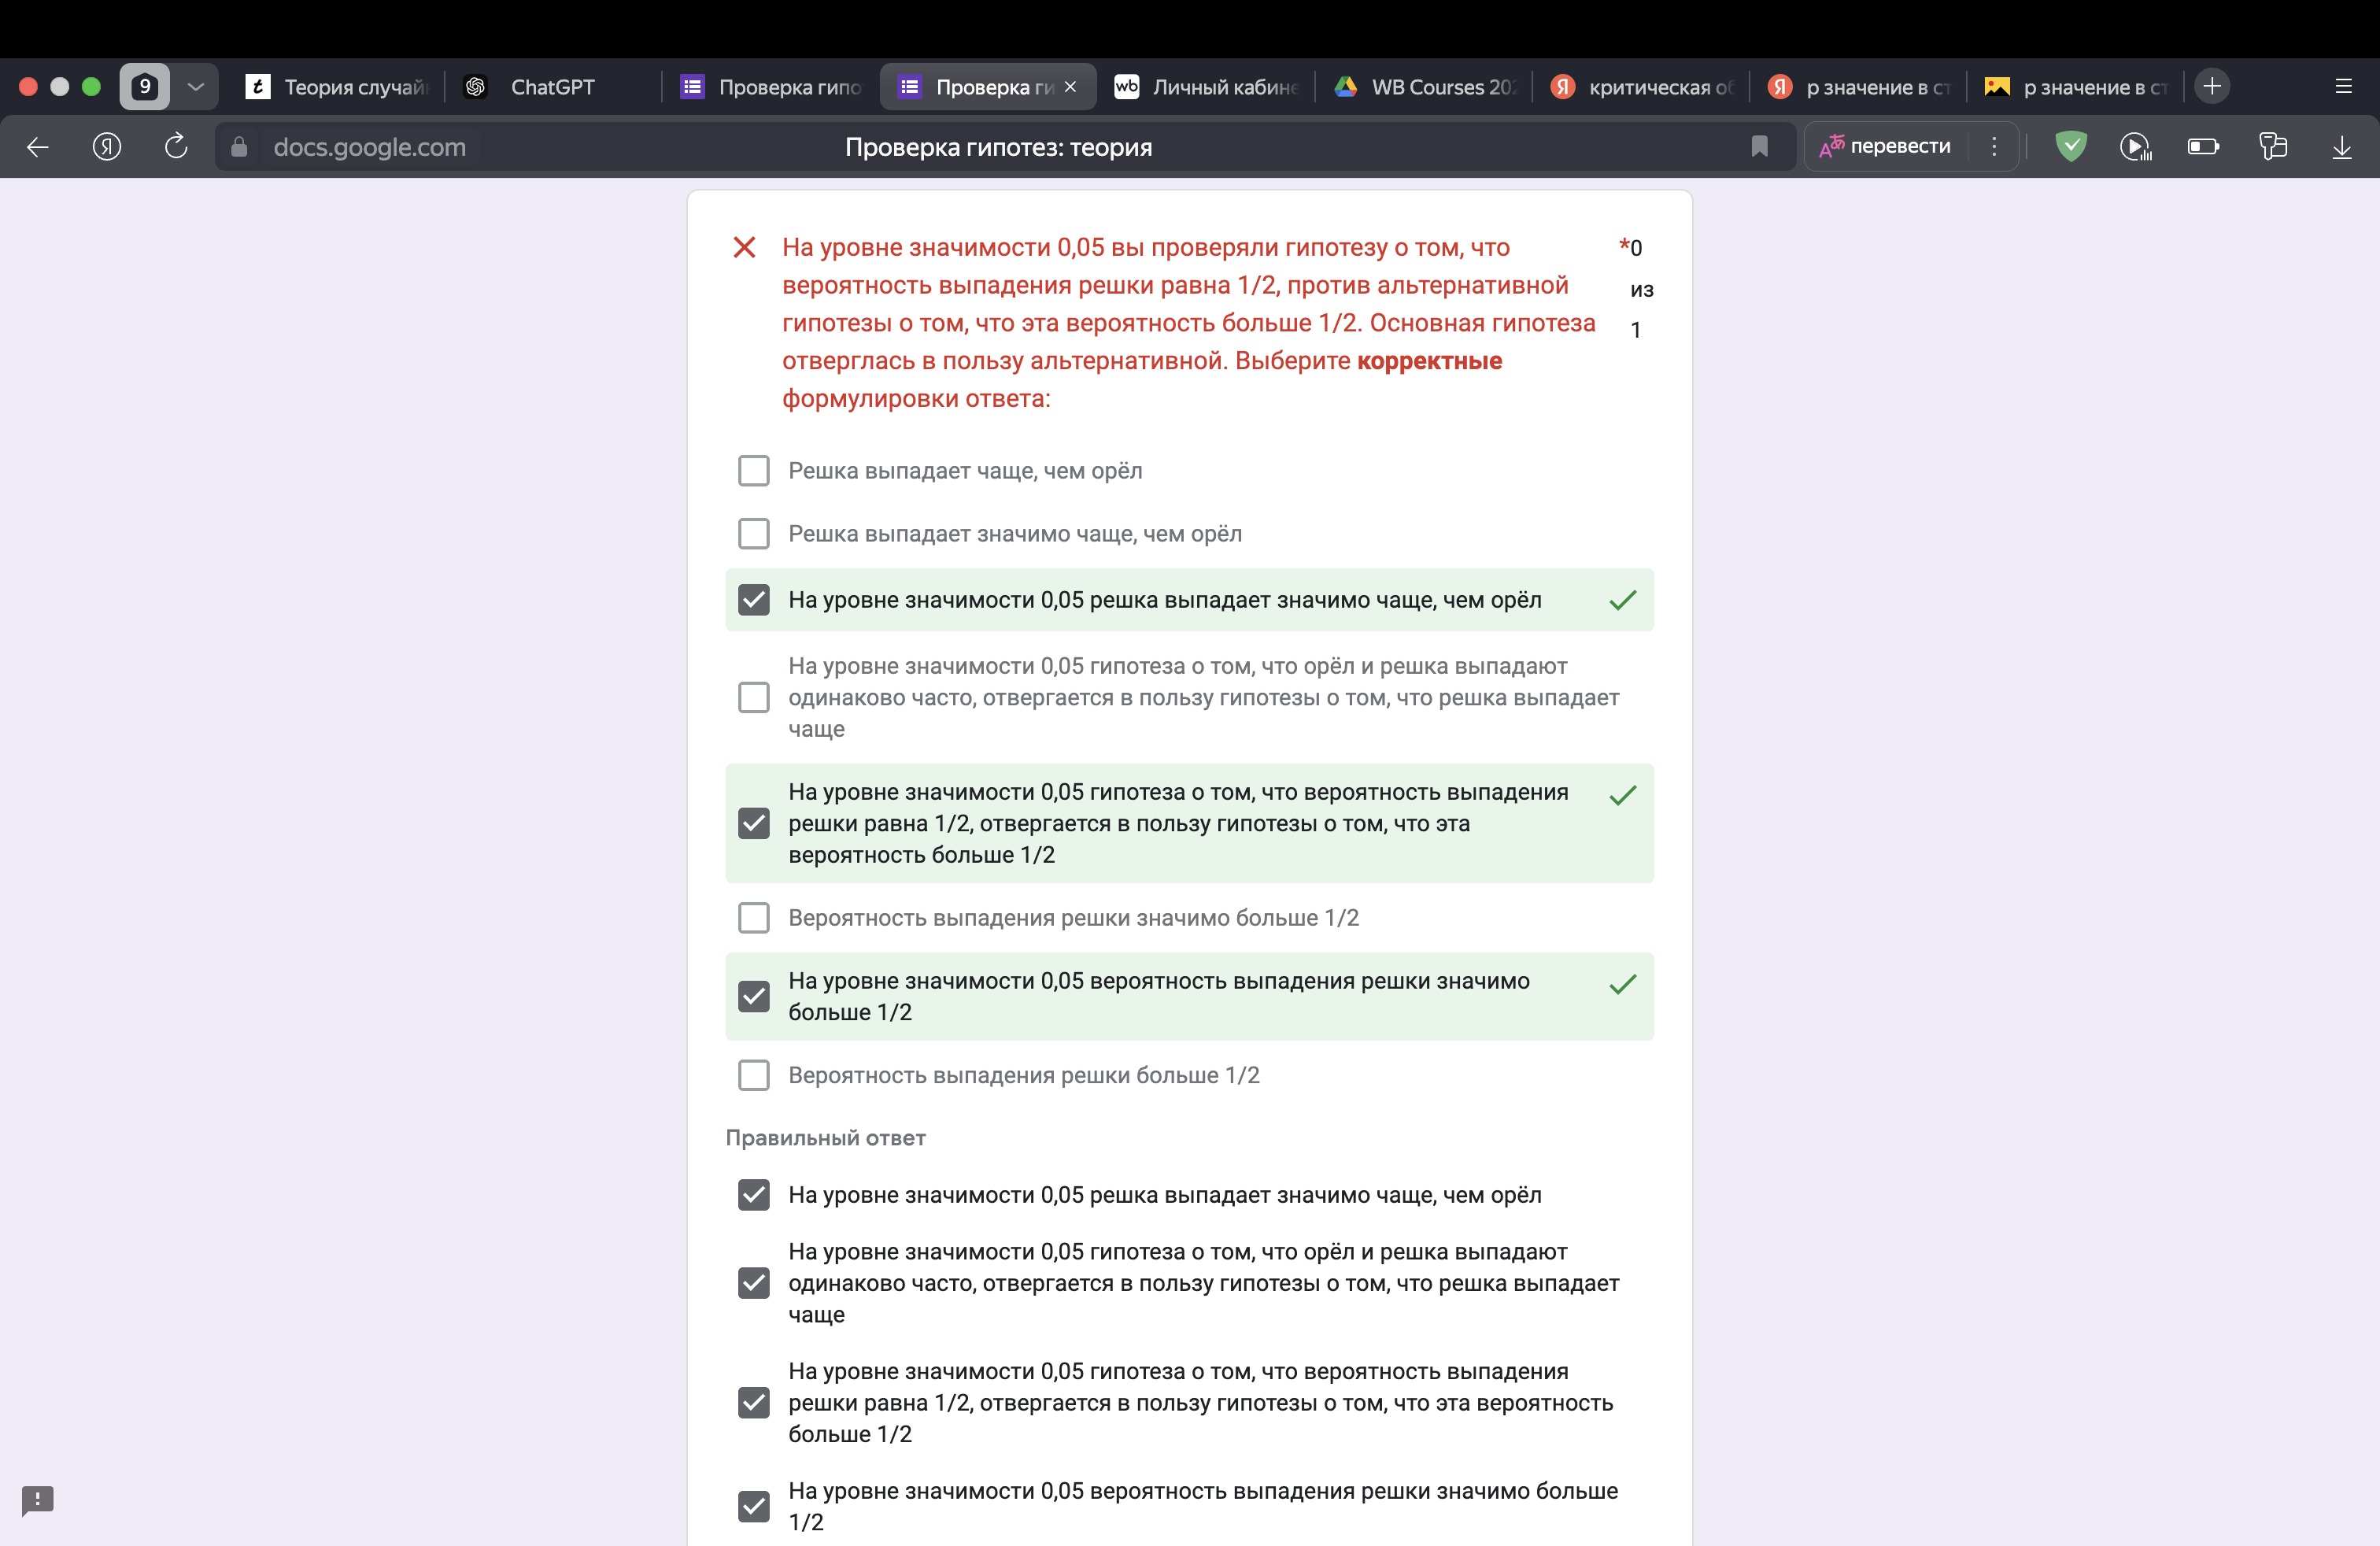 9
Теория случай
ChatGPT
Проверка гипо
Проверка ги
wb
Личный кабине
WB Courses 202
критическая об
р значение в ст
р значение в ст
docs.google.com
Проверка гипотез: теория
перевести
На уровне значимости 0,05 вы проверяли гипотезу о том, что
вероятность выпадения решки равна 1/2, против альтернативной
гипотезы о том, что эта вероятность больше 1/2. Основная гипотеза
отверглась в пользу альтернативной. Выберите корректные
формулировки ответа:
*0
из
1
Решка выпадает чаще, чем орёл
Решка выпадает значимо чаще, чем орёл
На уровне значимости 0,05 решка выпадает значимо чаще, чем орёл
На уровне значимости 0,05 гипотеза о том, что орёл и решка выпадают
одинаково часто, отвергается в пользу гипотезы о том, что решка выпадает
чаще
На уровне значимости 0,05 гипотеза о том, что вероятность выпадения
решки равна 1/2, отвергается в пользу гипотезы о том, что эта
вероятность больше 1/2
Вероятность выпадения решки значимо больше 1/2
На уровне значимости 0,05 вероятность выпадения решки значимо
больше 1/2
Вероятность выпадения решки больше 1/2
Правильный ответ
На уровне значимости 0,05 решка выпадает значимо чаще, чем орёл
На уровне значимости 0,05 гипотеза о том, что орёл и решка выпадают
одинаково часто, отвергается в пользу гипотезы о том, что решка выпадает
чаще
На уровне значимости 0,05 гипотеза о том, что вероятность выпадения
решки равна 1/2, отвергается в пользу гипотезы о том, что эта вероятность
больше 1/2
На уровне значимости 0,05 вероятность выпадения решки значимо больше
1/2